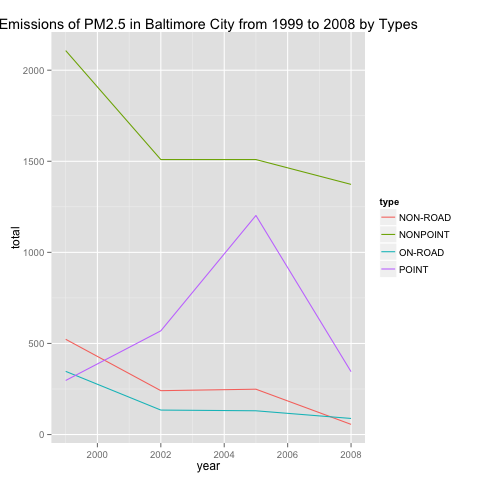 Emissions of PM2.5 in Baltimore City from 1999 to 2008 by Types
total
2000
1500
1000
500
0
2000 2002 2004 2006 2008
year
type
NON-ROAD
NONPOINT
ON-ROAD
POINT